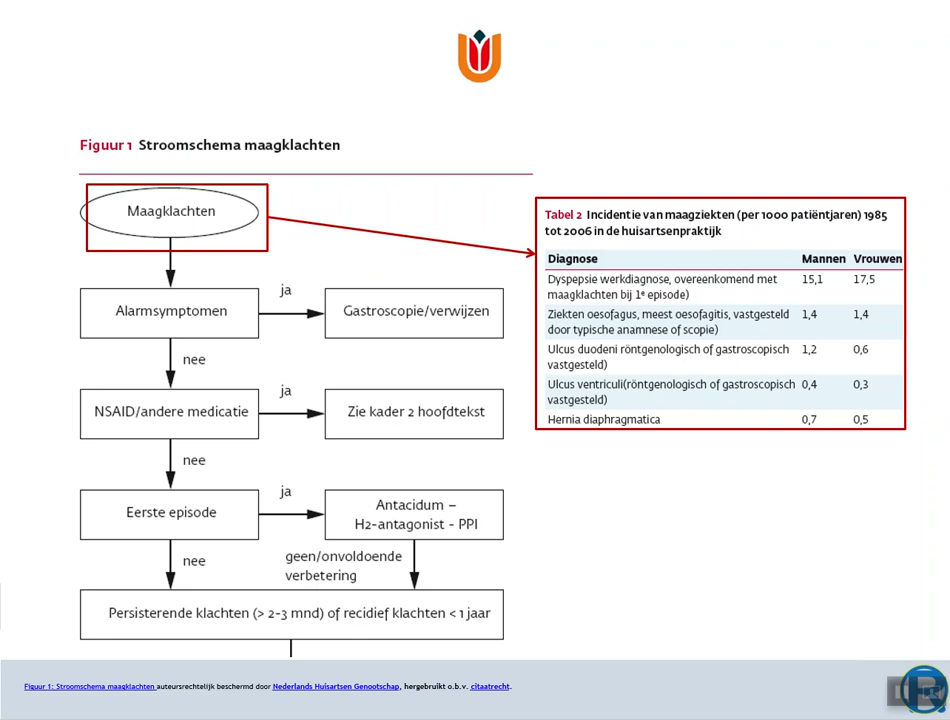 Figuur 1 Stroomschema maagklachten
Maagklachten
Tabel 2 Incidentie van maagziekten (per 1000 patiëntjaren) 1985
tot 2006 in de huisartsenpraktijk
Diagnose Mannen Vrouwen
Dyspepsie werkdiagnose, overeenkomend met 15,1 17,5
maagklachten bij 1e episode)
Ziekten oesofagus, meest oesofagitis, vastgesteld 1,4 1,4
door typische anamnese of scopie)
Ulcus duodeni röntgenologisch of gastroscopisch 1,2 0,6
vastgesteld)
Ulcus ventriculi(röntgenologisch of gastroscopisch 0,4 0,3
vastgesteld)
Hernia diaphragmatica 0,7 0,5
ja
Alarmsymptomen
Gastroscopie/verwijzen
nee
ja
NSAID/andere medicatie
Zie kader 2 hoofdtekst
nee
ja
Eerste episode
Antacidum –
H2-antagonist - PPI
nee
geen/onvoldoende
verbetering
Persisterende klachten (> 2-3 mnd) of recidief klachten < 1 jaar
Figuur 1: Stroomschema maagklachten auteursrechtelijk beschermd door Nederlands Huisartsen Genootschap, hergebruikt o.b.v. citaatrecht.